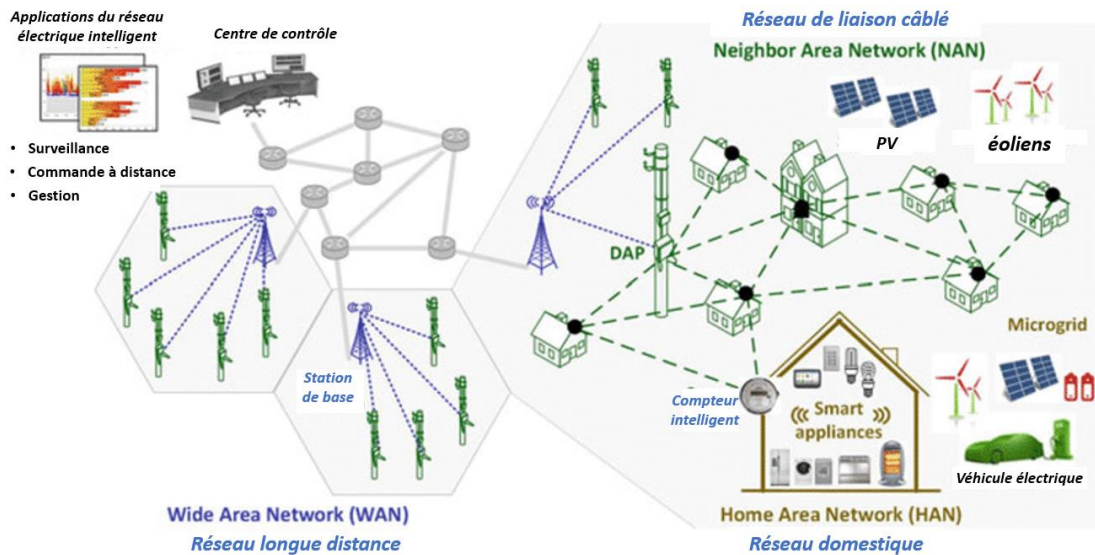 Applications du réseau
électrique intelligent
Centre de contrôle
• Surveillance
• Commande à distance
• Gestion
Réseau de liaison câblé
Neighbor Area Network (NAN)
PV
éoliens
DAP
Microgrid
Station
de base
Compteur
intelligent
Smart
appliances
Véhicule électrique
Wide Area Network (WAN)
Réseau longue distance
Home Area Network (HAN)
Réseau domestique